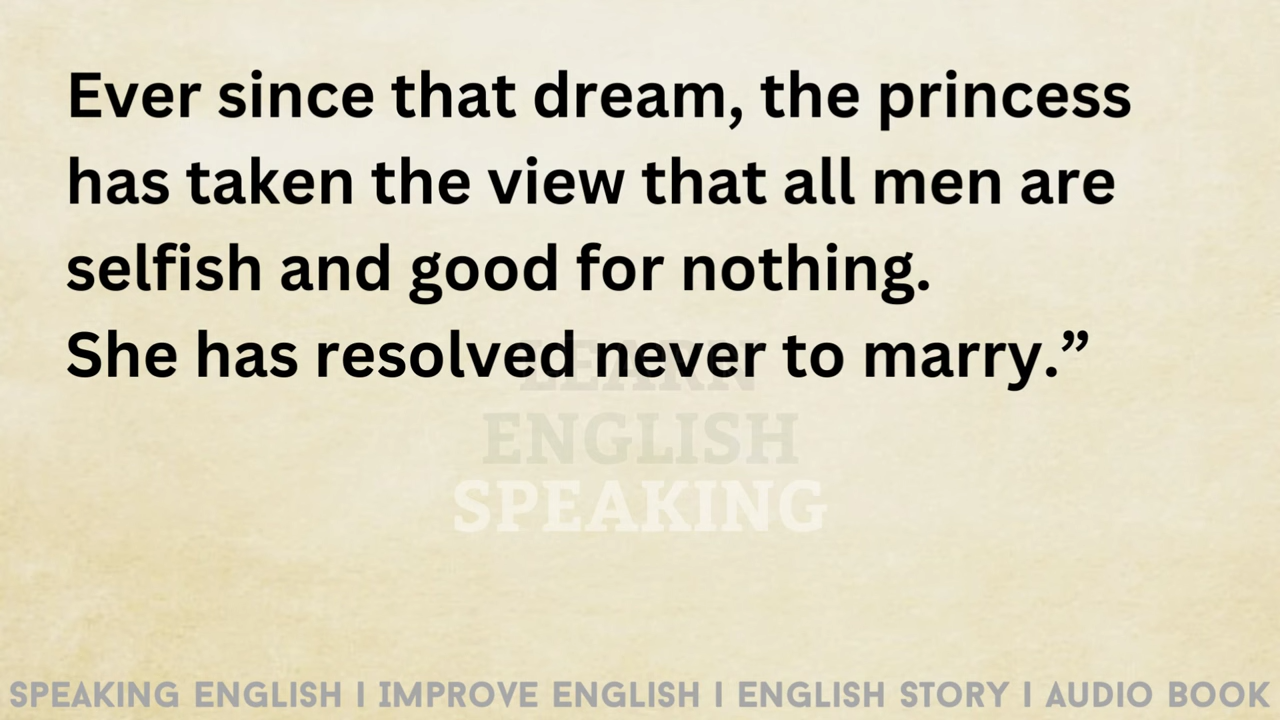 Ever since that dream, the princess
has taken the view that all men are
selfish and good for nothing.
She has resolved never to marry.”
LEARN
ENGLISH
SPEAKING
SPEAKING ENGLISH I IMPROVE ENGLISH I ENGLISH STORY I AUDIO BOOK